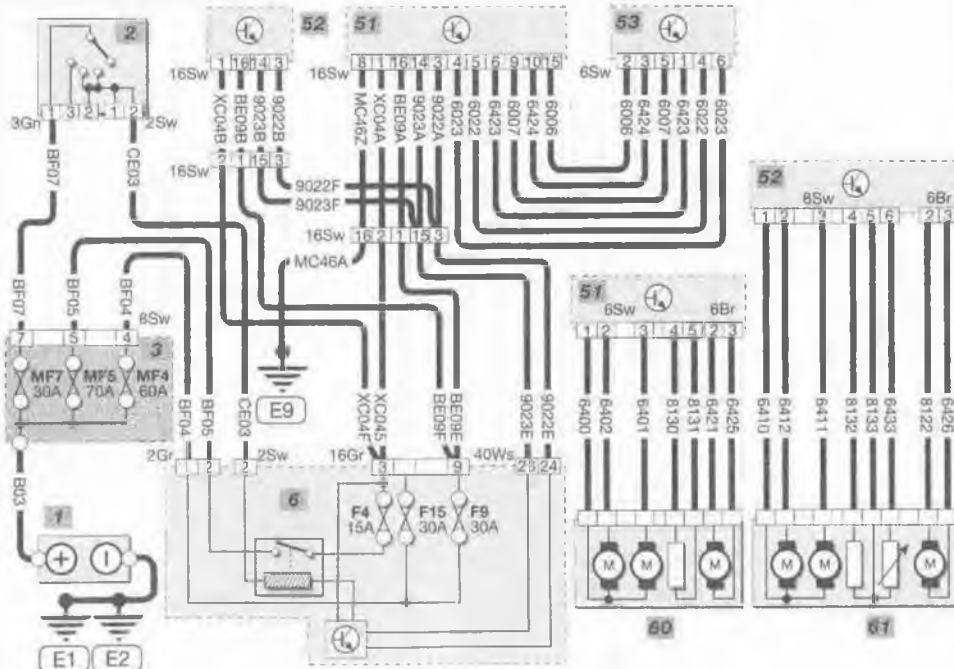 2
52
51
53
1 16 14 3
8 1 16 14 3 4 5 6 9 10 15
2 3 5 1 4 6
16Sw
16Sw
6Sw
1 3 2 1 2
3Gn
2Sw
BF07
CE03
XC04B
BE09B
9023B
9022B
MC46Z
XC04A
BE09A
9023A
9022A
6023
6022
6423
6007
6424
6006
6006
6424
6007
6423
6022
6023
16Sw
2 1 15 3
9022F
9023F
16Sw
16 2 1 15 3
MC46A
52
6Sw
6Br
1 2 3 4 5 6 2 3
51
6Sw
6Br
1 2 3 4 5 2 3
BF07
BF05
BF04
8Sw
7 5 4
3
MF7
30A
MF5
70A
MF4
60A
E9
BF04
BF05
CE03
XC04F
XC045
BE09F
BE09E
9023E
9022E
6400
6402
6401
8130
8131
6421
6425
6410
6412
6411
8132
8133
6433
8122
6426
2Gr
1 2 2
2Sw
16Gr
3 9
40Ws
26 24
B03
6
F4
15A
F15
30A
F9
30A
1
+
M M M
M M M
60
61
E1
E2